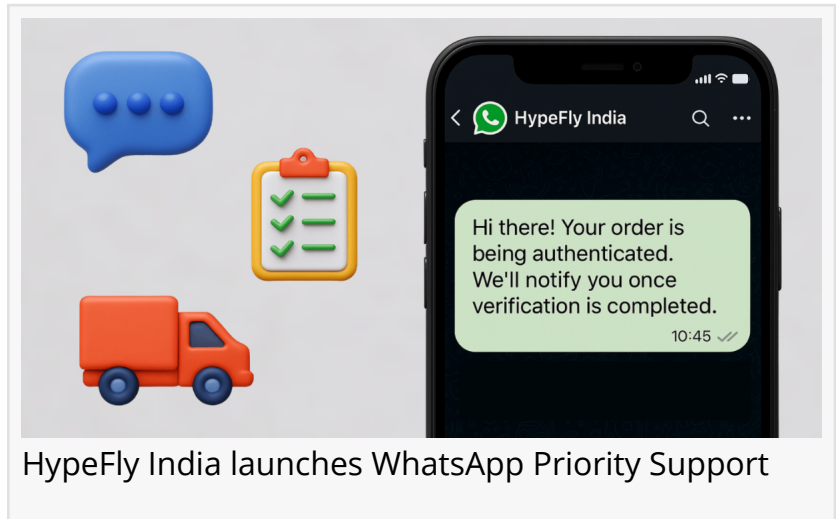 HypeFly India
Hi there! Your order is
being authenticated.
We'll notify you once
verification is completed.
10:45
HypeFly India launches WhatsApp Priority Support